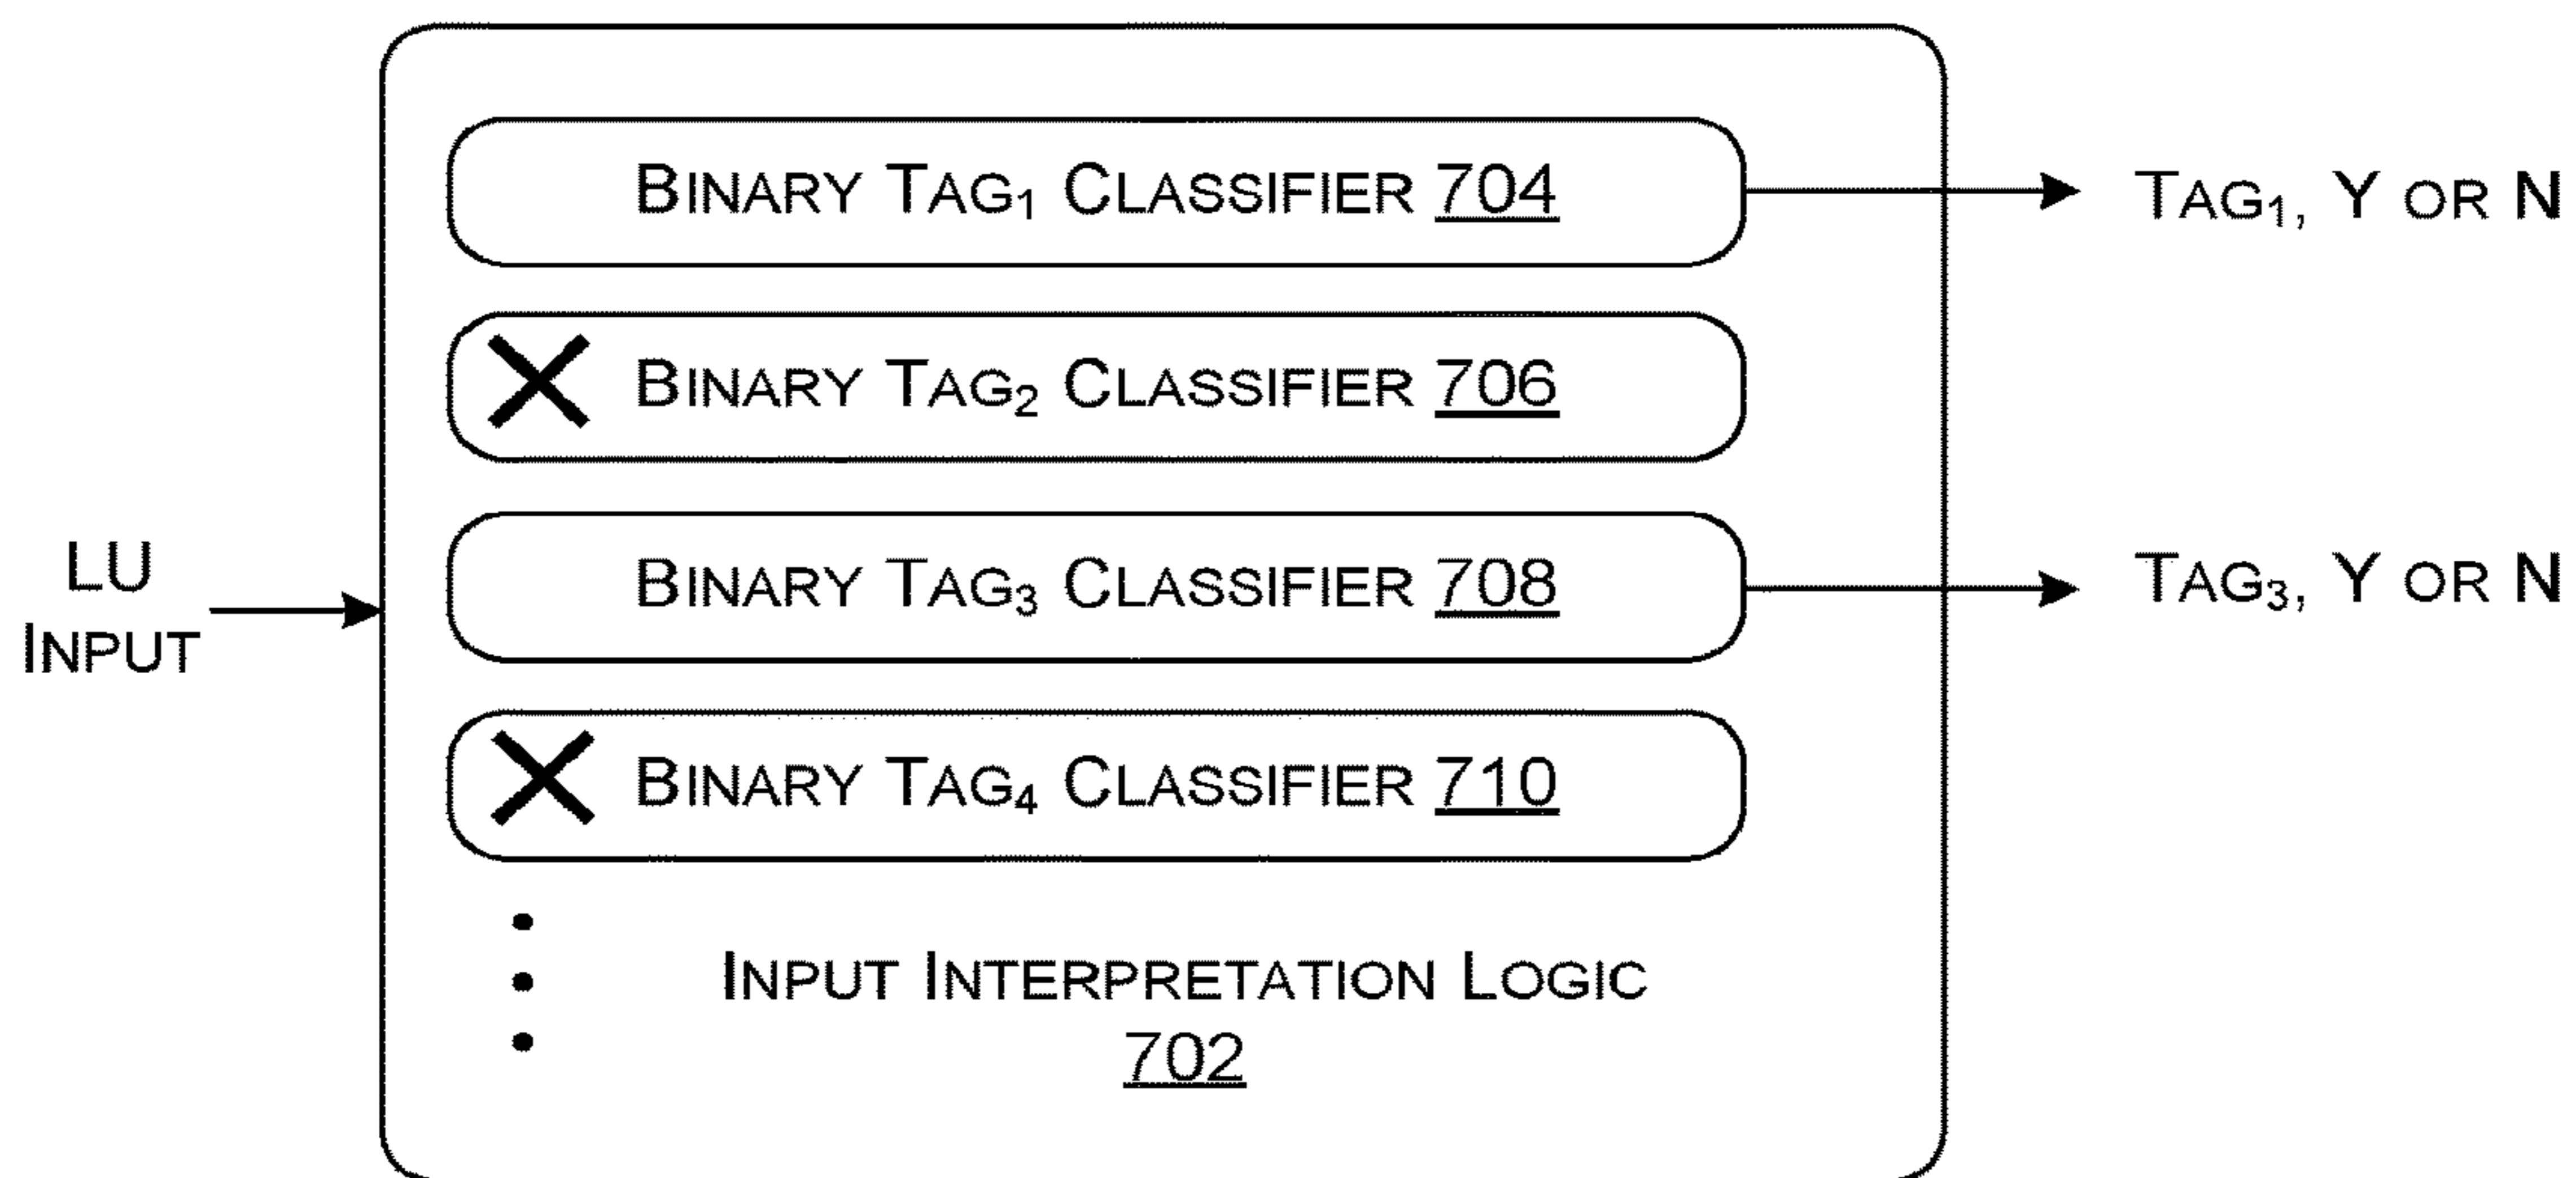 BINARY TAG₁ CLASSIFIER 704
TAG₁, Y OR N
BINARY TAG₂ CLASSIFIER 706
LU
INPUT
BINARY TAG₃ CLASSIFIER 708
TAG₃, Y OR N
BINARY TAG₄ CLASSIFIER 710
INPUT INTERPRETATION LOGIC
702